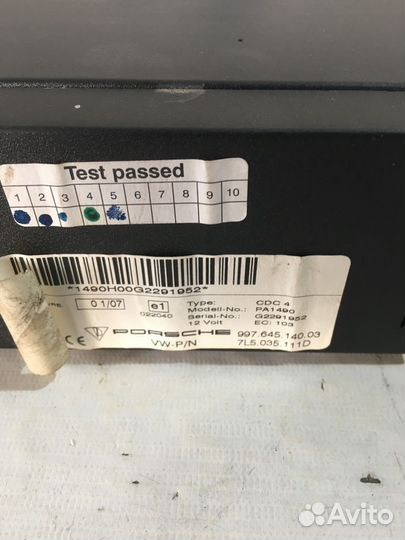 Test passed
1 2 3 4 5 6 7 8 9 10
*1490H00G2291952*
01/07 e1 Type: CDC 4
022040 Modell-No.: PA1490
Serial-No.: G2291952
12 Volt EC: 103
PORSCHE 997.645.140.03
CE VW-P/N 7L5.035.111D
Avito